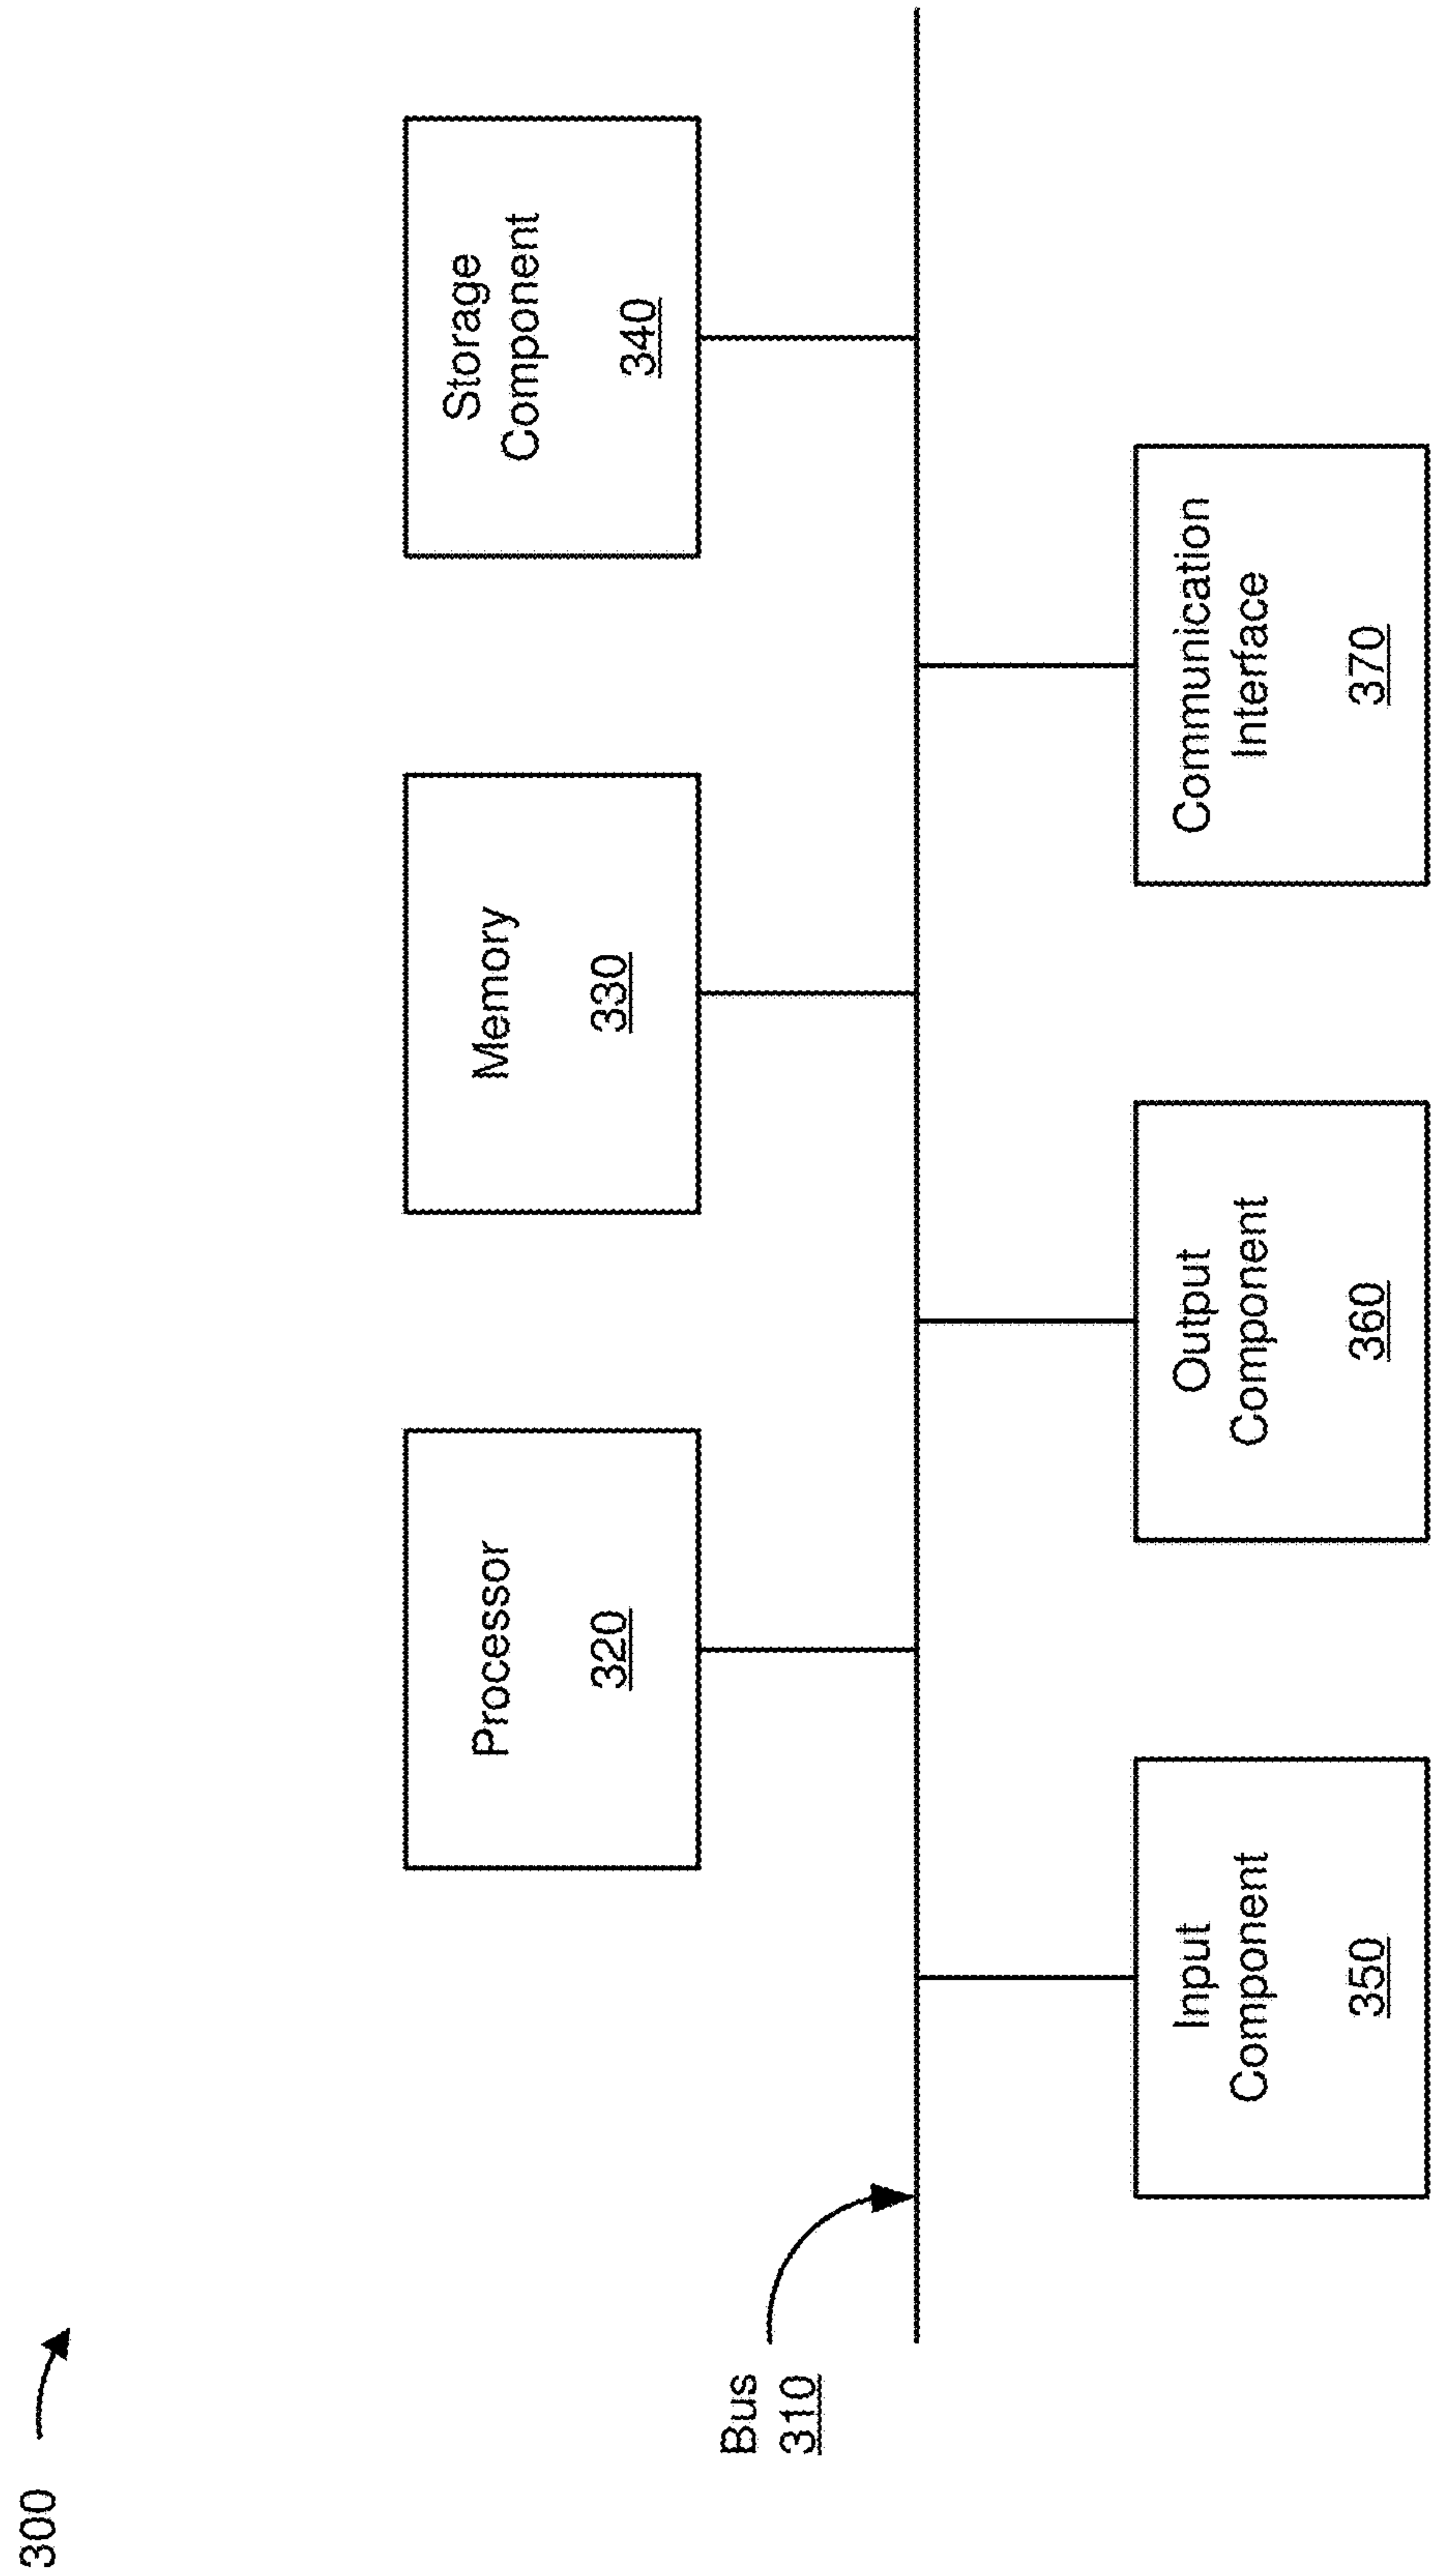 300
Processor
320
Memory
330
Storage
Component
340
Bus
310
Input
Component
350
Output
Component
360
Communication
Interface
370